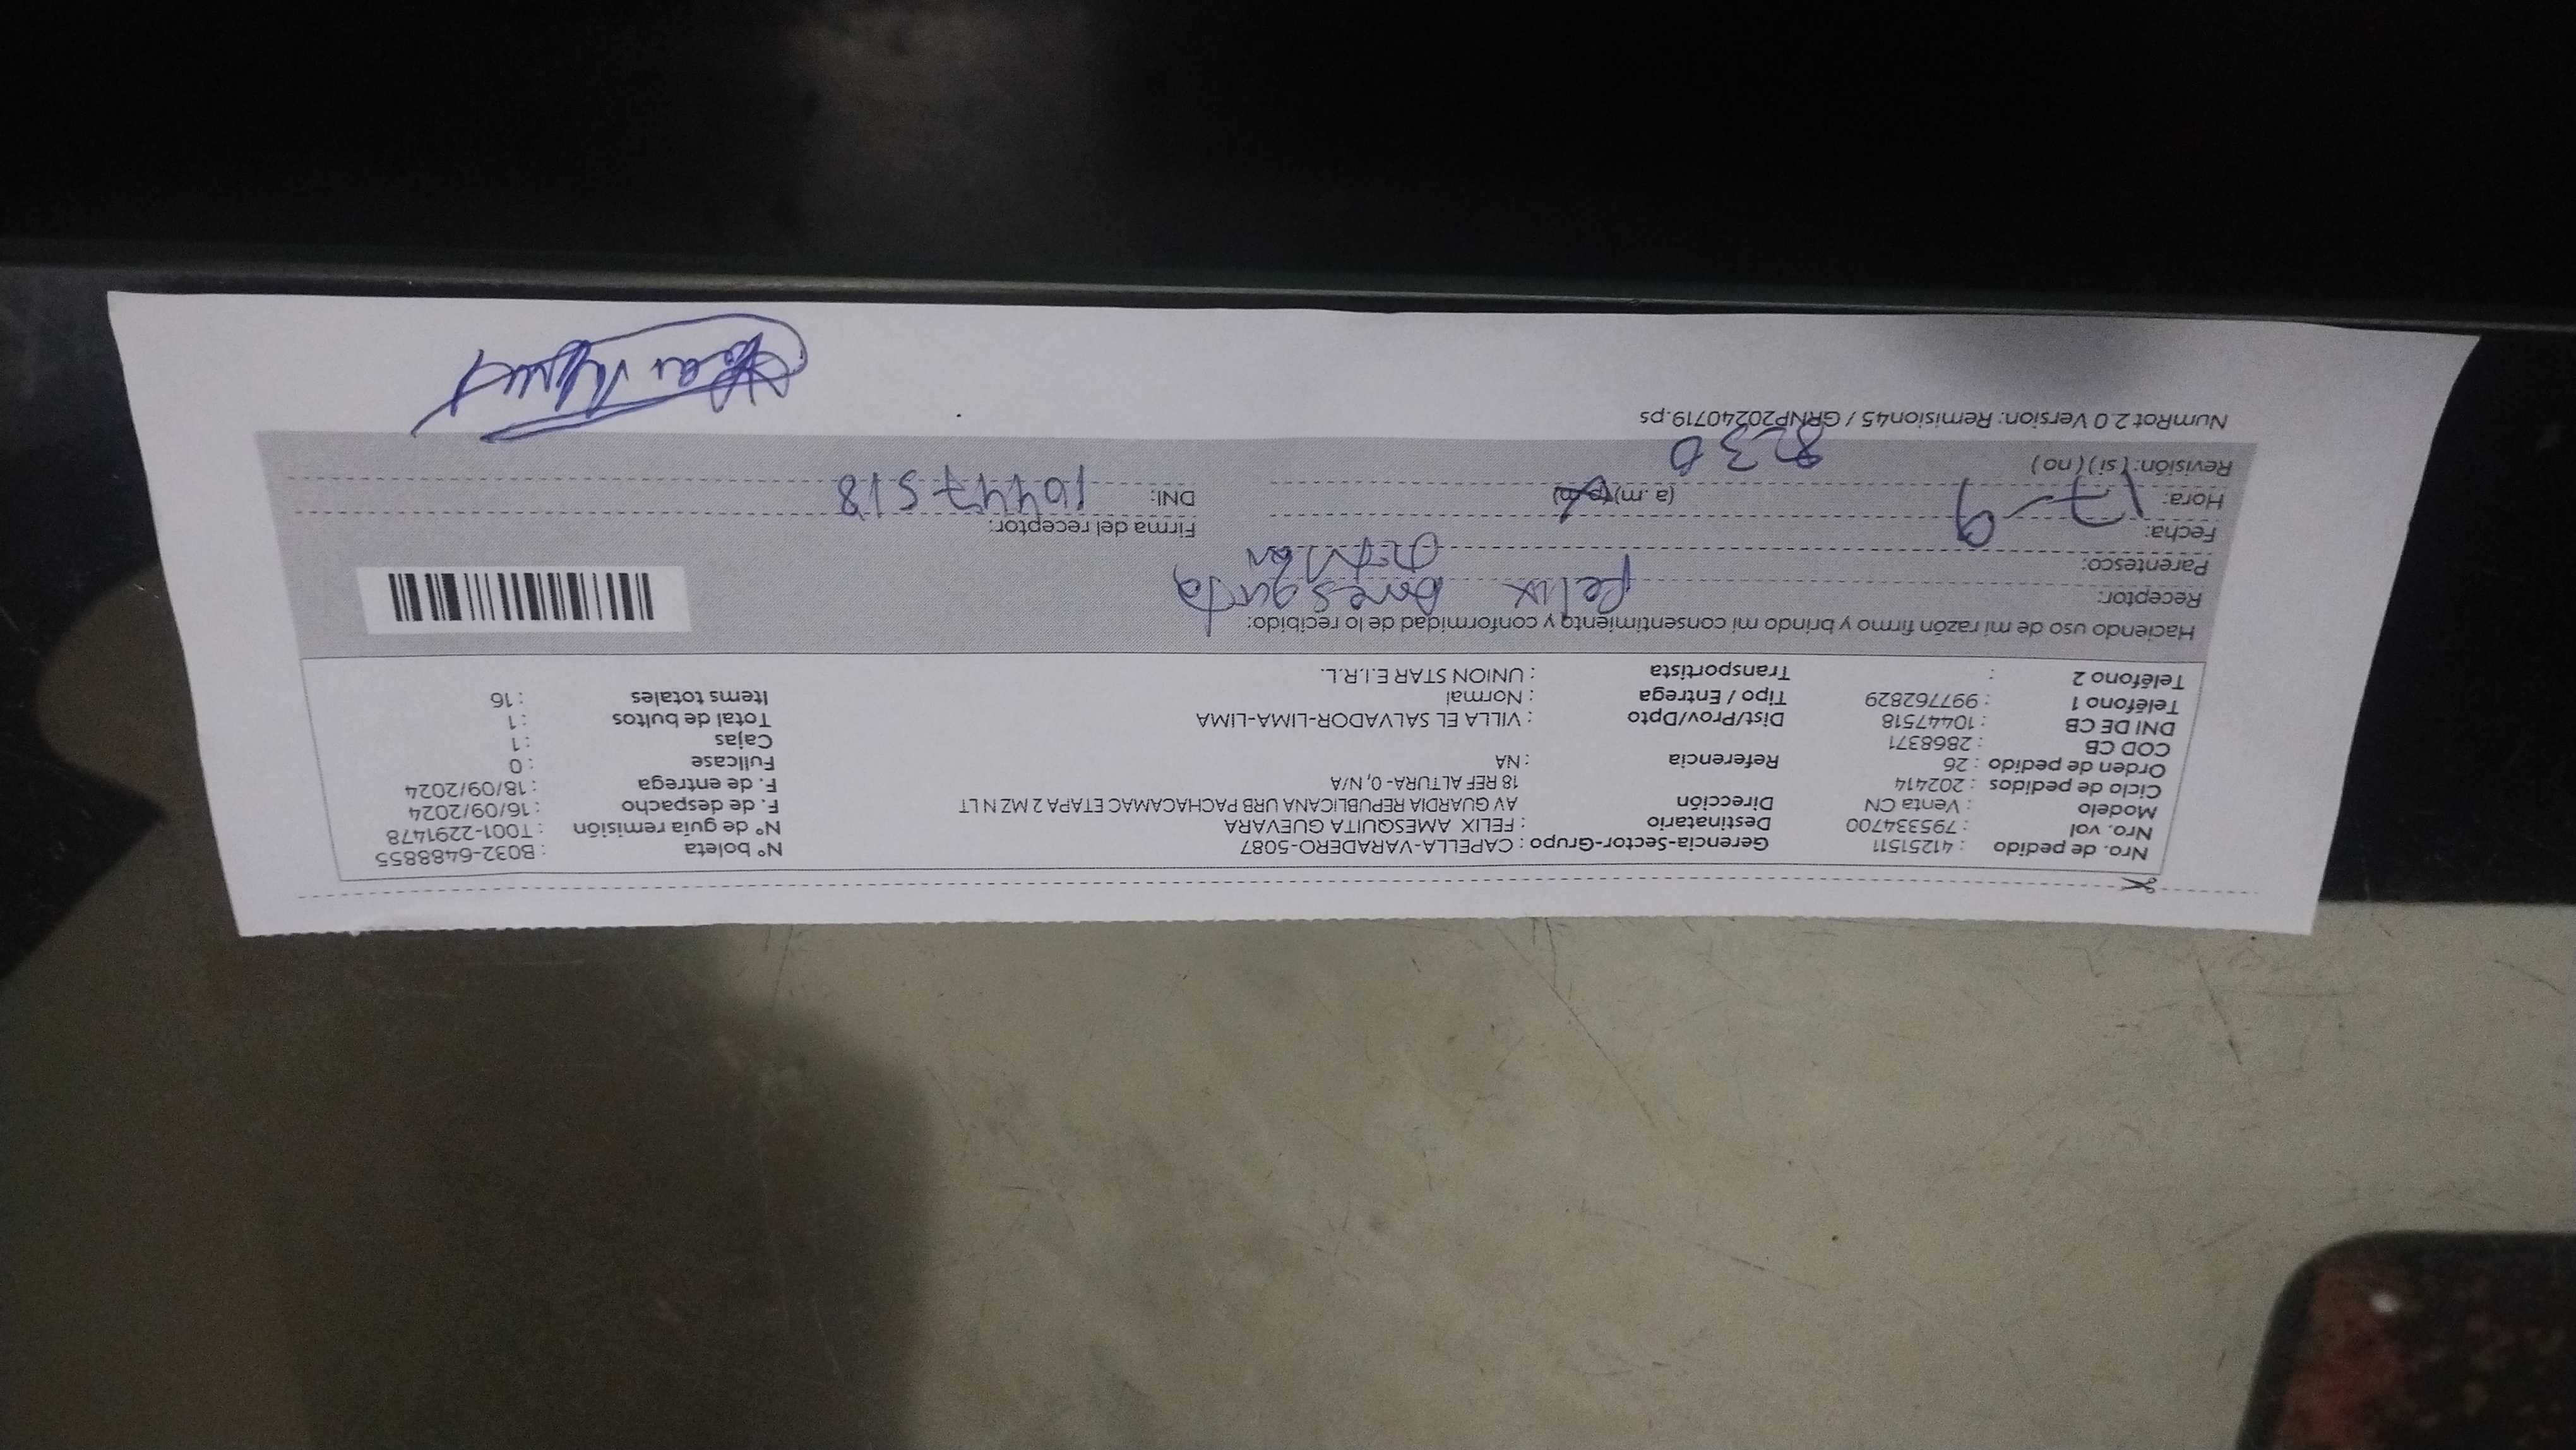 Nro. de pedido : 41251511 Gerencia-Sector-Grupo : CAPELLA-VARADERO-5087 N° boleta : B032-6488855
Nro. vol : 795334700 Destinatario : FELIX AMESQUITA GUEVARA N° de guía remisión : T001-2291478
Modelo : Venta CN Dirección AV GUARDIA REPUBLICANA URB PACHACAMAC ETAPA 2 MZ N LT F. de despacho : 16/09/2024
Ciclo de pedidos : 202414 18 REF ALTURA- 0, N/A F. de entrega : 18/09/2024
Orden de pedido : 26 Referencia : NA Fullcase : 0
COD CB : 2868371 Cajas : 1
DNI DE CB : 10447518 Dist/Prov/Dpto : VILLA EL SALVADOR-LIMA-LIMA Total de bultos : 1
Teléfono 1 : 997762829 Tipo / Entrega : Normal Items totales : 16
Teléfono 2 : Transportista : UNION STAR E.I.R.L.
Haciendo uso de mi razón firmo y brindo mi consentimiento y conformidad de lo recibido:
Receptor: Felix Amesquita
Parentesco:
Fecha: 17-9 Firma del receptor:
Hora: (a.m)(p.m) DNI: 10447518
Revisión: (si) (no) 8:30
NumRot 2.0 Version: Remision45 / GRNP20240719.ps